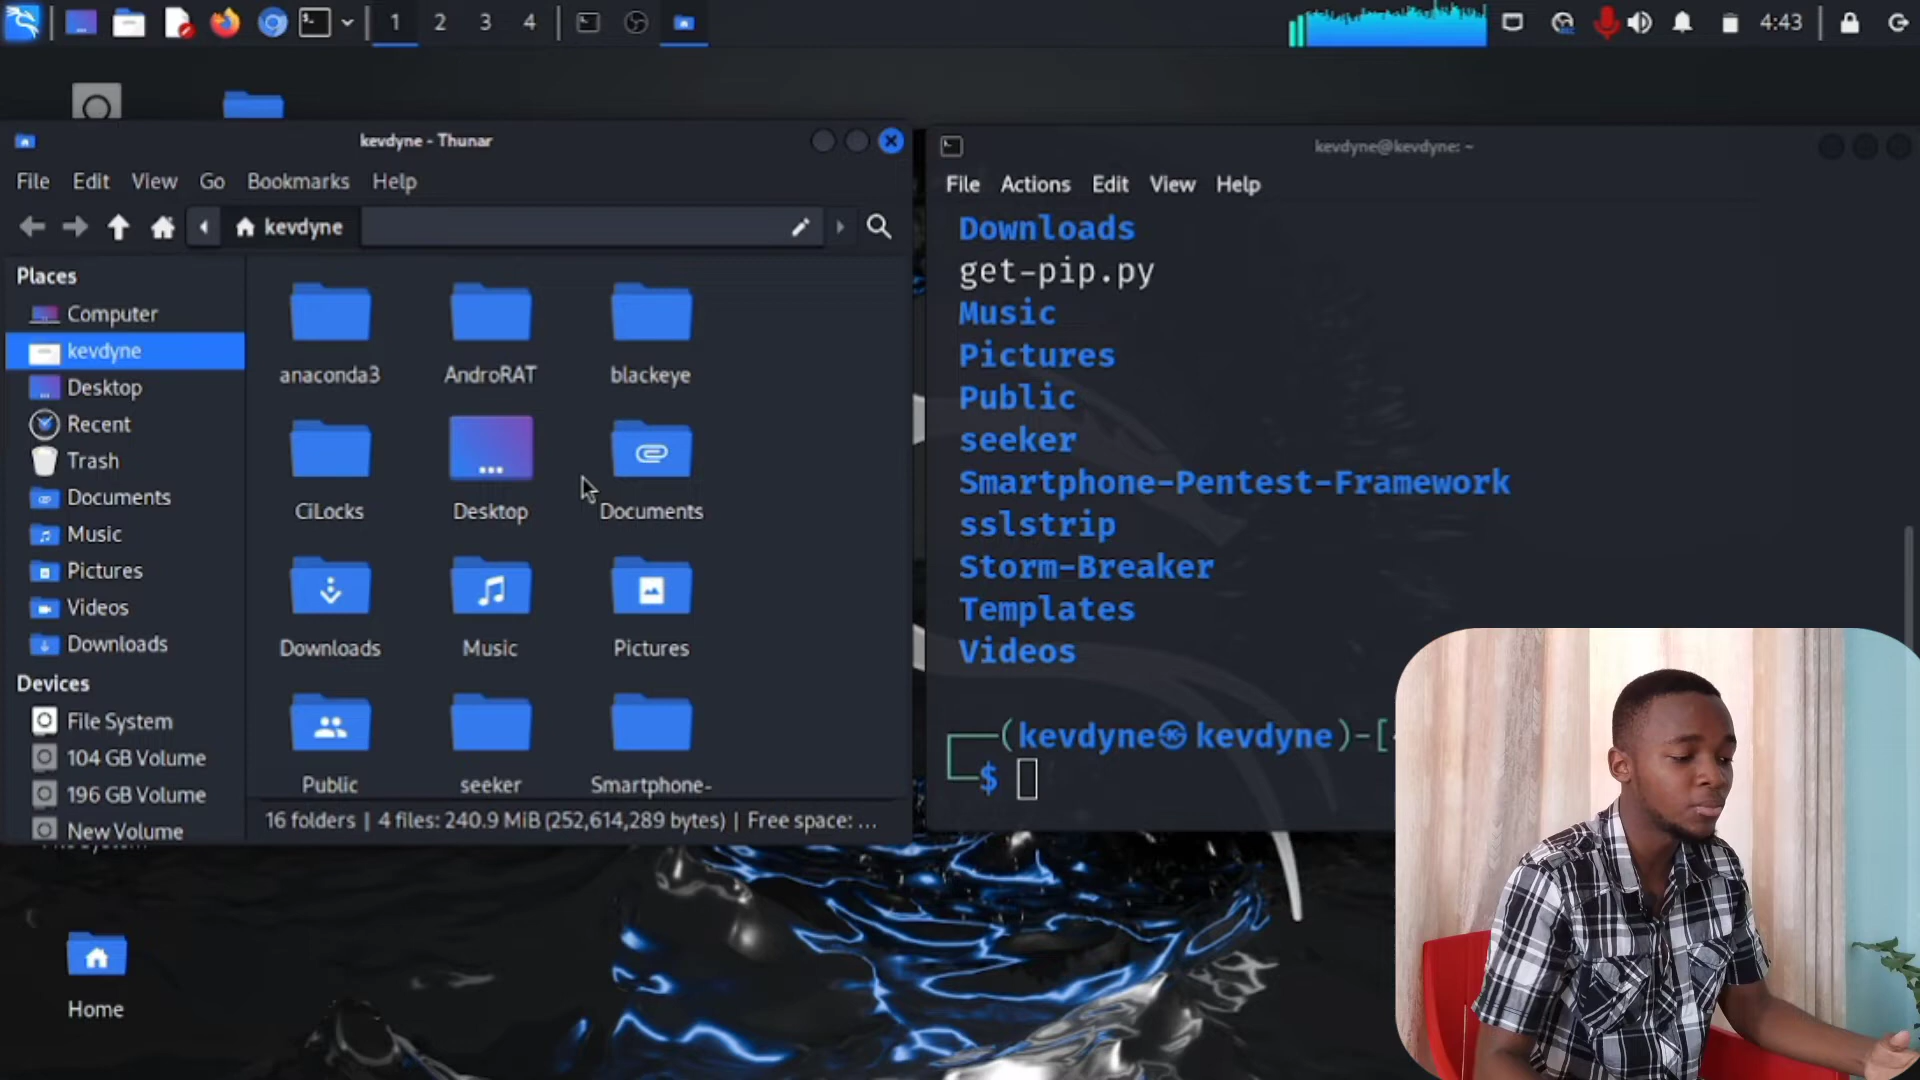 1 2 3 4
4:43
kevdyne - Thunar
File Edit View Go Bookmarks Help
kevdyne
Places
Computer
kevdyne
Desktop
Recent
Trash
Documents
Music
Pictures
Videos
Downloads
Devices
File System
104 GB Volume
196 GB Volume
New Volume
anaconda3 AndroRAT blackeye
CiLocks Desktop Documents
Downloads Music Pictures
Public seeker Smartphone-
16 folders | 4 files: 240.9 MiB (252,614,289 bytes) | Free space: ...
kevdyne@kevdyne: ~
File Actions Edit View Help
Downloads
get-pip.py
Music
Pictures
Public
seeker
Smartphone-Pentest-Framework
sslstrip
Storm-Breaker
Templates
Videos
(kevdyne㉿kevdyne)-[
$
Home